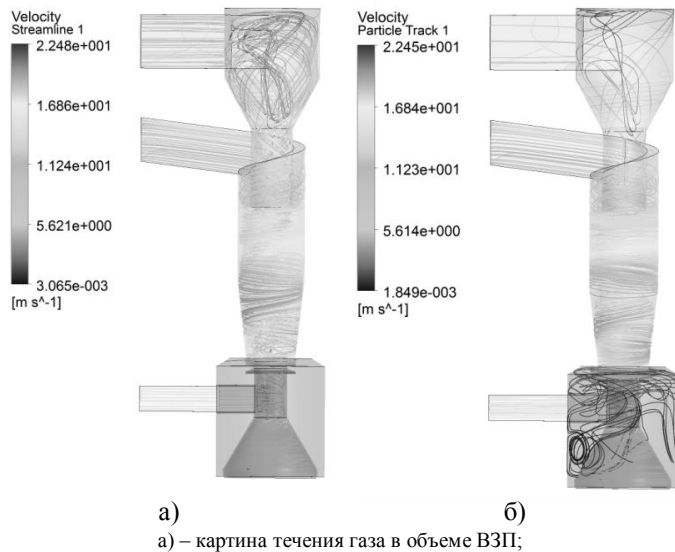 Velocity
Streamline 1
2.248e+001
1.686e+001
1.124e+001
5.621e+000
3.065e-003
[m s^-1]
Velocity
Particle Track 1
2.245e+001
1.684e+001
1.123e+001
5.614e+000
1.849e-003
[m s^-1]
а) б)
а) – картина течения газа в объеме ВЗП;